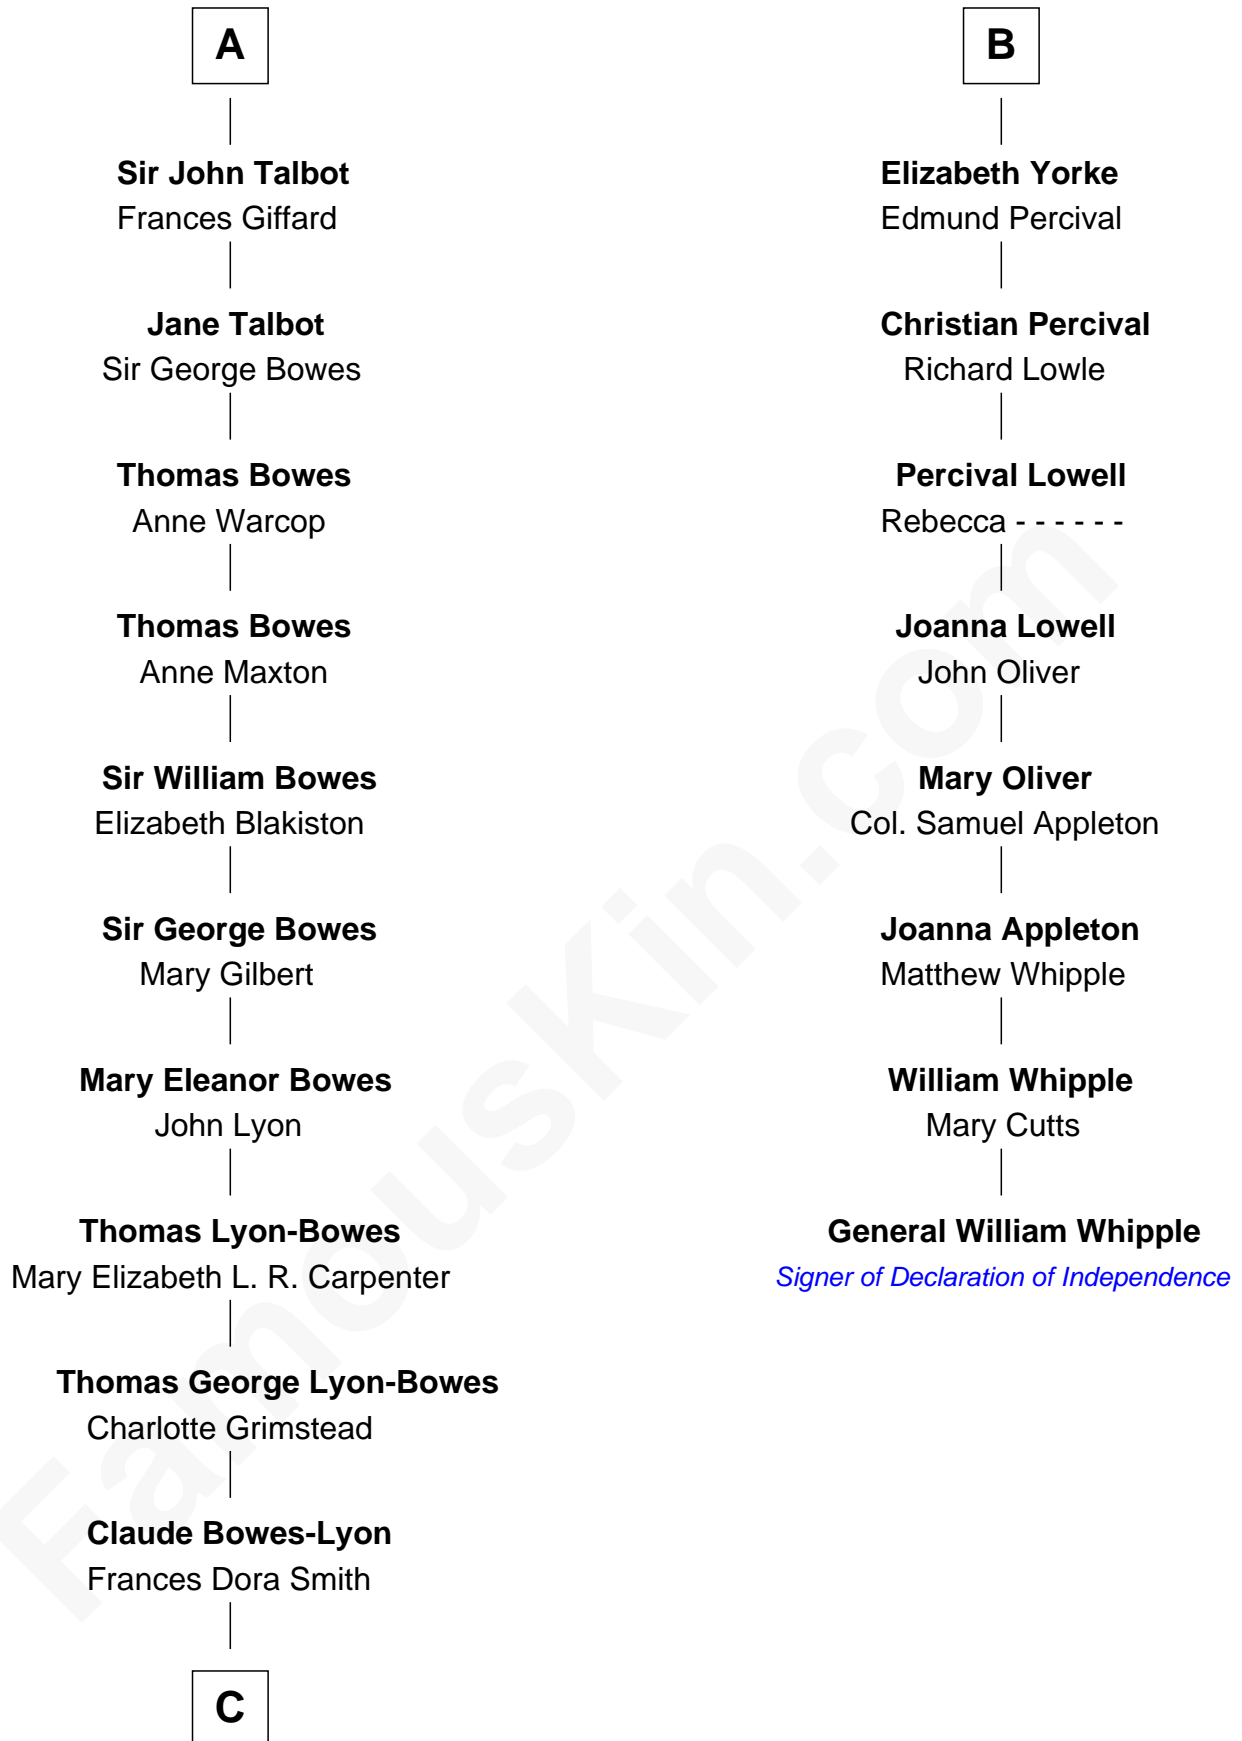 A
Sir John Talbot
Frances Giffard
Jane Talbot
Sir George Bowes
Thomas Bowes
Anne Warcop
Thomas Bowes
Anne Maxton
Sir William Bowes
Elizabeth Blakiston
Sir George Bowes
Mary Gilbert
Mary Eleanor Bowes
John Lyon
Thomas Lyon-Bowes
Mary Elizabeth L. R. Carpenter
Thomas George Lyon-Bowes
Charlotte Grimstead
Claude Bowes-Lyon
Frances Dora Smith
C
B
Elizabeth Yorke
Edmund Percival
Christian Percival
Richard Lowle
Percival Lowell
Rebecca - - - - - -
Joanna Lowell
John Oliver
Mary Oliver
Col. Samuel Appleton
Joanna Appleton
Matthew Whipple
William Whipple
Mary Cutts
General William Whipple
Signer of Declaration of Independence
FamousKin.com